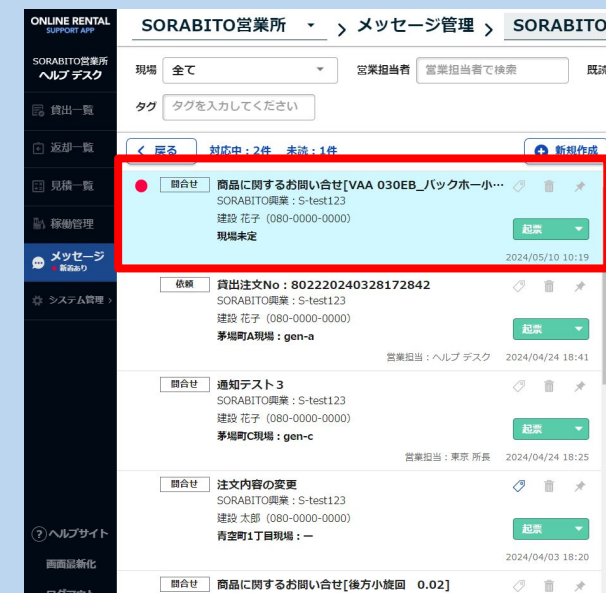 ONLINE RENTAL
SUPPORT APP
SORABITO営業所
ヘルプ デスク
貸出一覧
返却一覧
見積一覧
稼働管理
メッセージ
新着あり
システム管理 ›
? ヘルプサイト
画面最新化
ログアウト
SORABITO営業所 › メッセージ管理 › SORABITO
現場 全て
営業担当者 営業担当者で検索
既読
タグ タグを入力してください
戻る 対応中:2件 未読:1件 新規作成
問合せ 商品に関するお問い合せ[VAA 030EB_バックホー小…
SORABITO興業:S-test123
建設 花子 (080-0000-0000)
現場未定
起票
2024/05/10 10:19
依頼 貸出注文No:802220240328172842
SORABITO興業:S-test123
建設 花子 (080-0000-0000)
茅場町A現場:gen-a
起票
営業担当:ヘルプ デスク 2024/04/24 18:41
問合せ 通知テスト3
SORABITO興業:S-test123
建設 花子 (080-0000-0000)
茅場町C現場:gen-c
起票
営業担当:東京 所長 2024/04/24 18:25
問合せ 注文内容の変更
SORABITO興業:S-test123
建設 太郎 (080-0000-0000)
青空町1丁目現場:ー
起票
2024/04/03 18:20
問合せ 商品に関するお問い合せ[後方小旋回 0.02]